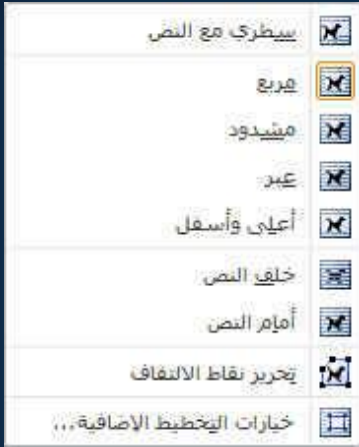 سطري مع النص
مربع
مشدود
عبر
أعلى وأسفل
خلف النص
أمام النص
تحرير نقاط الالتفاف
خيارات التخطيط الإضافية...